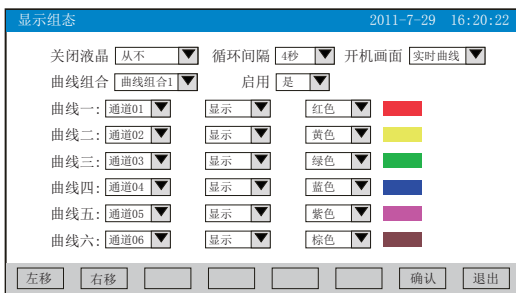 显示组态 2011-7-29 16:20:22
关闭液晶 从不 循环间隔 4秒 开机画面 实时曲线
曲线组合 曲线组合1 启用 是
曲线一: 通道01 显示 红色
曲线二: 通道02 显示 黄色
曲线三: 通道03 显示 绿色
曲线四: 通道04 显示 蓝色
曲线五: 通道05 显示 紫色
曲线六: 通道06 显示 棕色
左移 右移 确认 退出